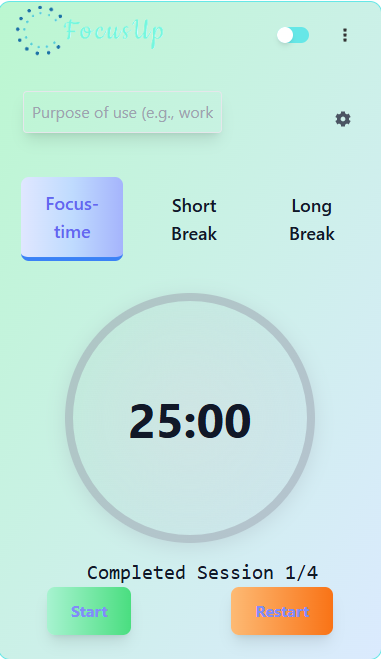 FocusUp
Purpose of use (e.g., work
Focus-
time
Short
Break
Long
Break
25:00
Completed Session 1/4
Start
Restart